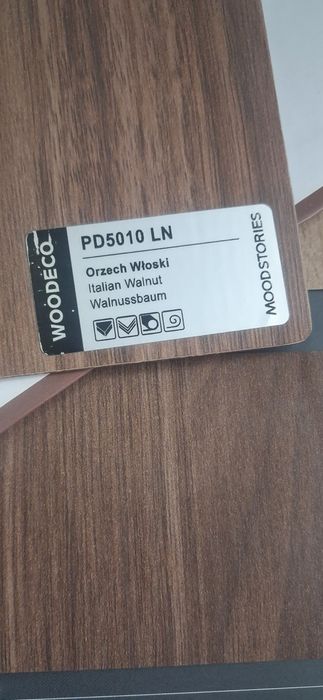 WOODECO
PD5010 LN
Orzech Włoski
Italian Walnut
Walnussbaum
MOOD STORIES